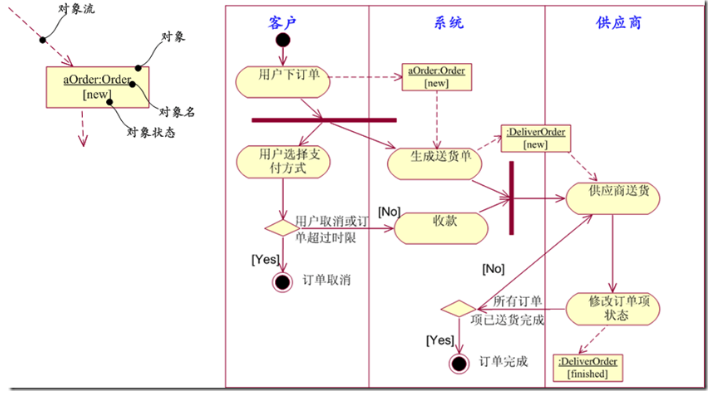 对象流
对象
aOrder:Order
[new]
对象名
对象状态
客户
系统
供应商
用户下订单
aOrder:Order
[new]
:DeliverOrder
[new]
用户选择支
付方式
生成送货单
供应商送货
用户取消或订
单超过时限
[No]
收款
[Yes]
订单取消
[No]
所有订单
项已送货完成
修改订单项
状态
[Yes]
订单完成
:DeliverOrder
[finished]